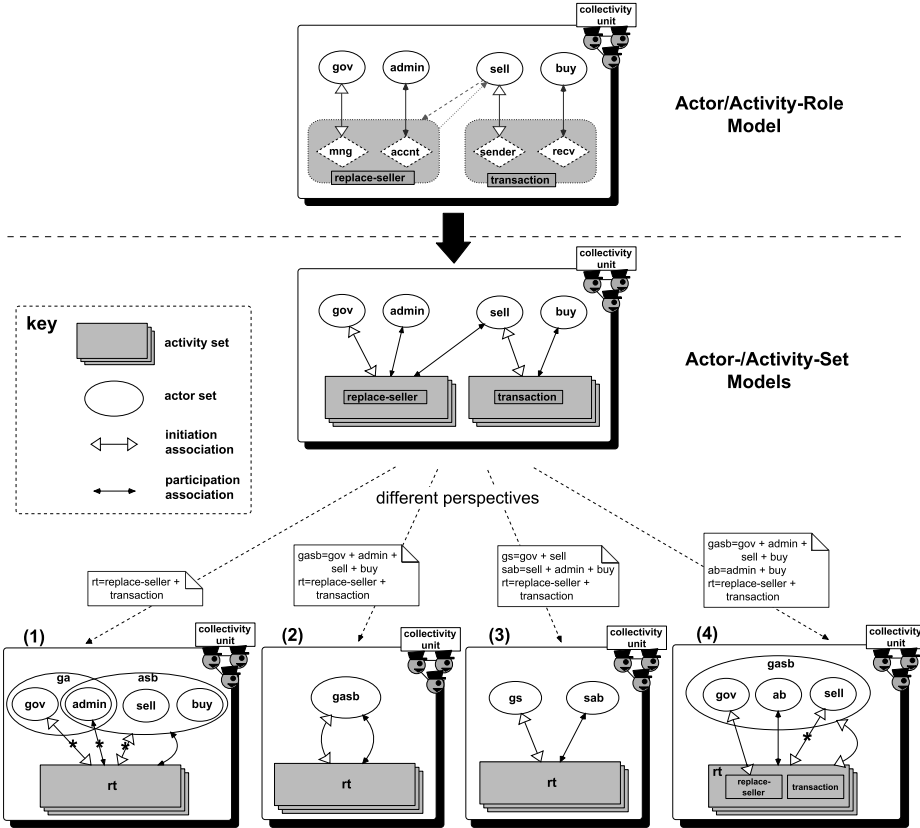 collectivity
unit
gov
admin
sell
buy
mng
accnt
sender
recv
replace-seller
transaction
Actor/Activity-Role
Model
collectivity
unit
gov
admin
sell
buy
replace-seller
transaction
Actor-/Activity-Set
Models
key
activity set
actor set
initiation
association
participation
association
different perspectives
rt=replace-seller +
transaction
gasb=gov + admin +
sell + buy
rt=replace-seller +
transaction
gs=gov + sell
sab=sell + admin + buy
rt=replace-seller +
transaction
gasb=gov + admin +
sell + buy
ab=admin + buy
rt=replace-seller +
transaction
(1)
collectivity
unit
ga
asb
gov
admin
sell
buy
*
*
*
rt
(2)
collectivity
unit
gasb
rt
(3)
collectivity
unit
gs
sab
rt
(4)
collectivity
unit
gasb
gov
ab
sell
*
rt
replace-
seller
transaction